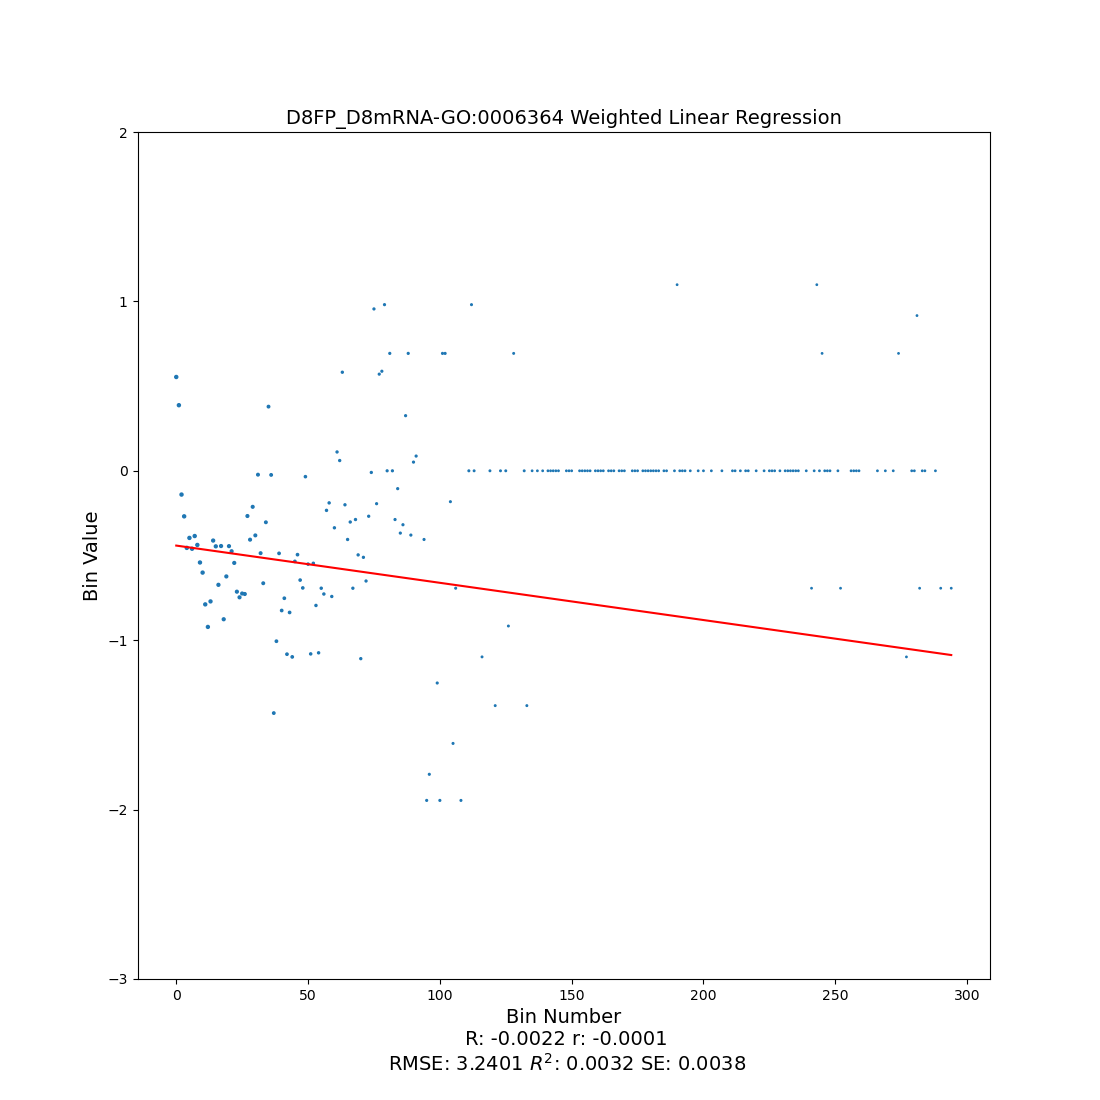 D8FP_D8mRNA-GO:0006364 Weighted Linear Regression
2
1
0
−1
−2
−3
Bin Value
0 50 100 150 200 250 300
Bin Number
R: -0.0022 r: -0.0001
RMSE: 3.2401 R²: 0.0032 SE: 0.0038